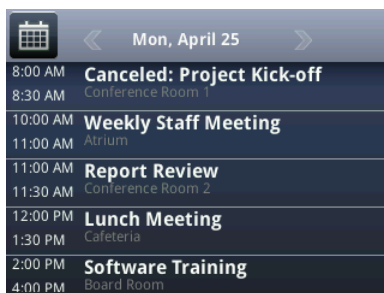 Mon, April 25
8:00 AM Canceled: Project Kick-off
8:30 AM Conference Room 1
10:00 AM Weekly Staff Meeting
11:00 AM Atrium
11:00 AM Report Review
11:30 AM Conference Room 2
12:00 PM Lunch Meeting
1:30 PM Cafeteria
2:00 PM Software Training
4:00 PM Board Room